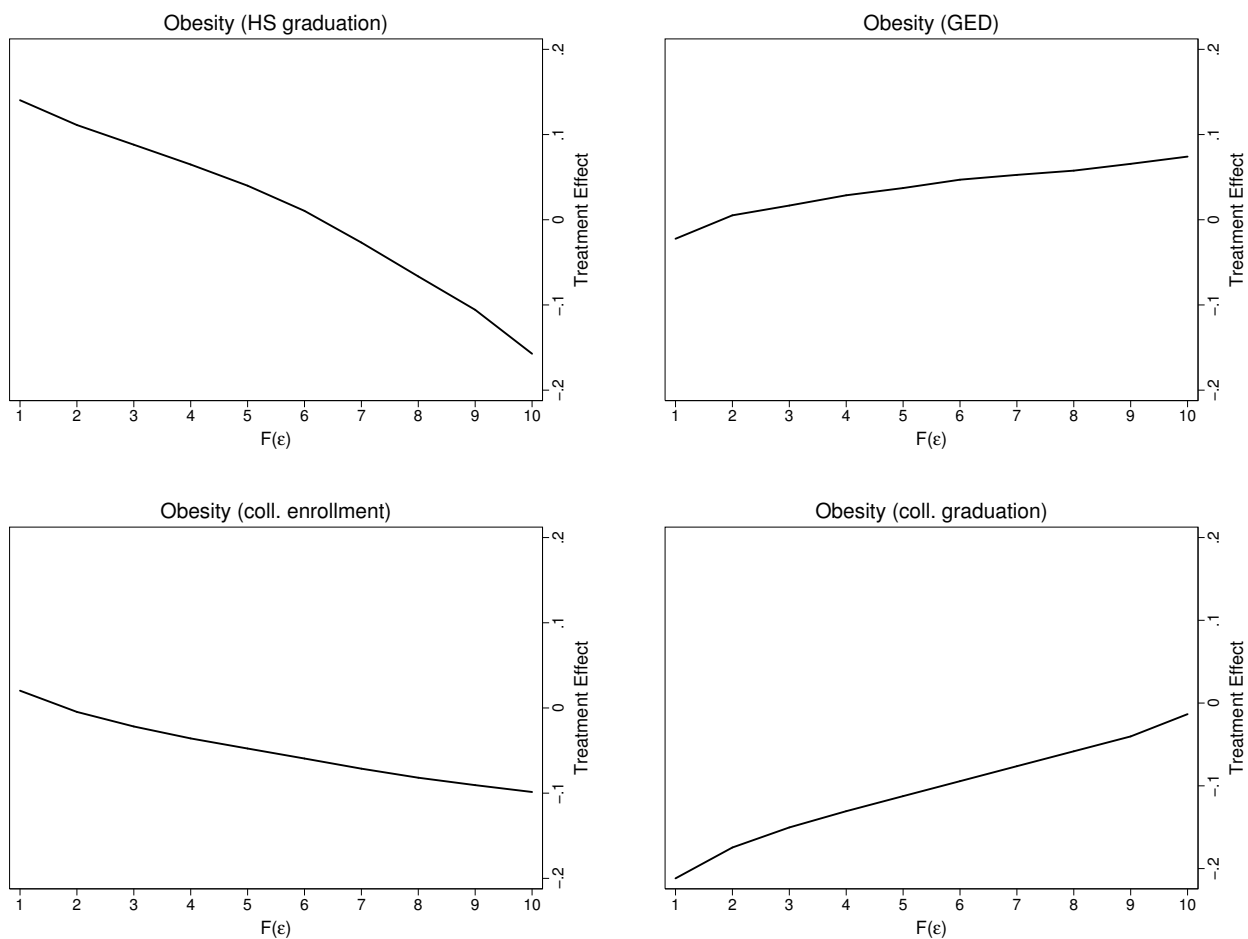 Obesity (HS graduation)
.2
.1
0
-.1
-.2
Treatment Effect
1 2 3 4 5 6 7 8 9 10
F(ε)
Obesity (GED)
.2
.1
0
-.1
-.2
Treatment Effect
1 2 3 4 5 6 7 8 9 10
F(ε)
Obesity (coll. enrollment)
.2
.1
0
-.1
-.2
Treatment Effect
1 2 3 4 5 6 7 8 9 10
F(ε)
Obesity (coll. graduation)
.2
.1
0
-.1
-.2
Treatment Effect
1 2 3 4 5 6 7 8 9 10
F(ε)